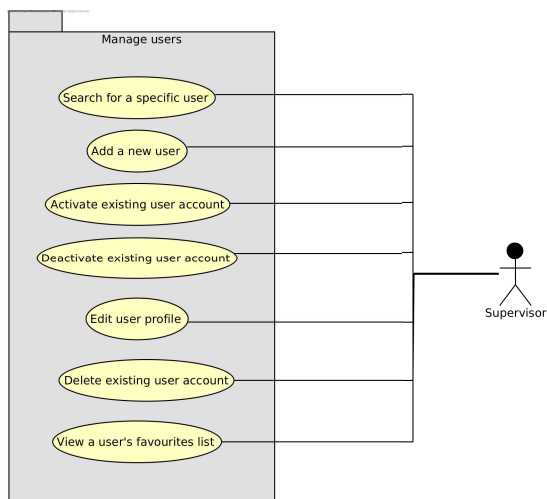 Manage users
Search for a specific user
Add a new user
Activate existing user account
Deactivate existing user account
Edit user profile
Supervisor
Delete existing user account
View a user's favourites list